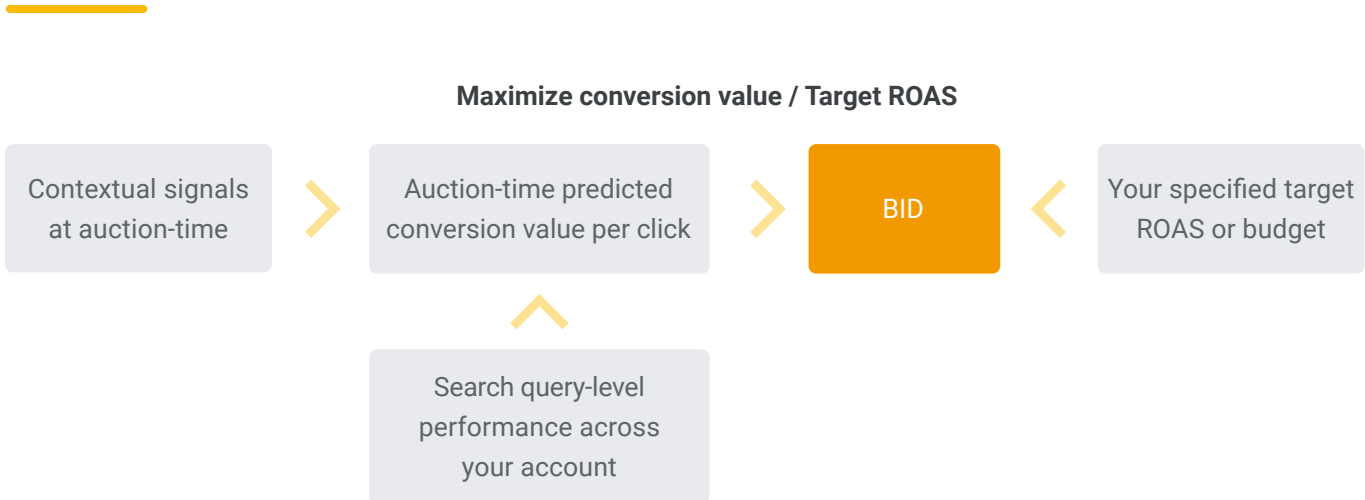 Maximize conversion value / Target ROAS
Contextual signals
at auction-time
Auction-time predicted
conversion value per click
BID
Your specified target
ROAS or budget
Search query-level
performance across
your account